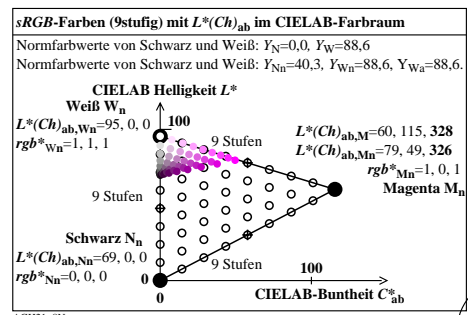 sRGB-Farben (9stufig) mit L*(Ch)ab im CIELAB-Farbraum
Normfarbwerte von Schwarz und Weiß: YN=0,0, YW=88,6
Normfarbwerte von Schwarz und Weiß: YNn=40,3, YWn=88,6, YWa=88,6.
CIELAB Helligkeit L*
Weiß Wn
100
L*(Ch)ab,Wn=95, 0, 0
rgb*Wn=1, 1, 1
9 Stufen
L*(Ch)ab,M=60, 115, 328
L*(Ch)ab,Mn=79, 49, 326
rgb*Mn=1, 0, 1
Magenta Mn
9 Stufen
Schwarz Nn
L*(Ch)ab,Nn=69, 0, 0
rgb*Nn=0, 0, 0
0
9 Stufen
100
0
CIELAB-Buntheit C*ab